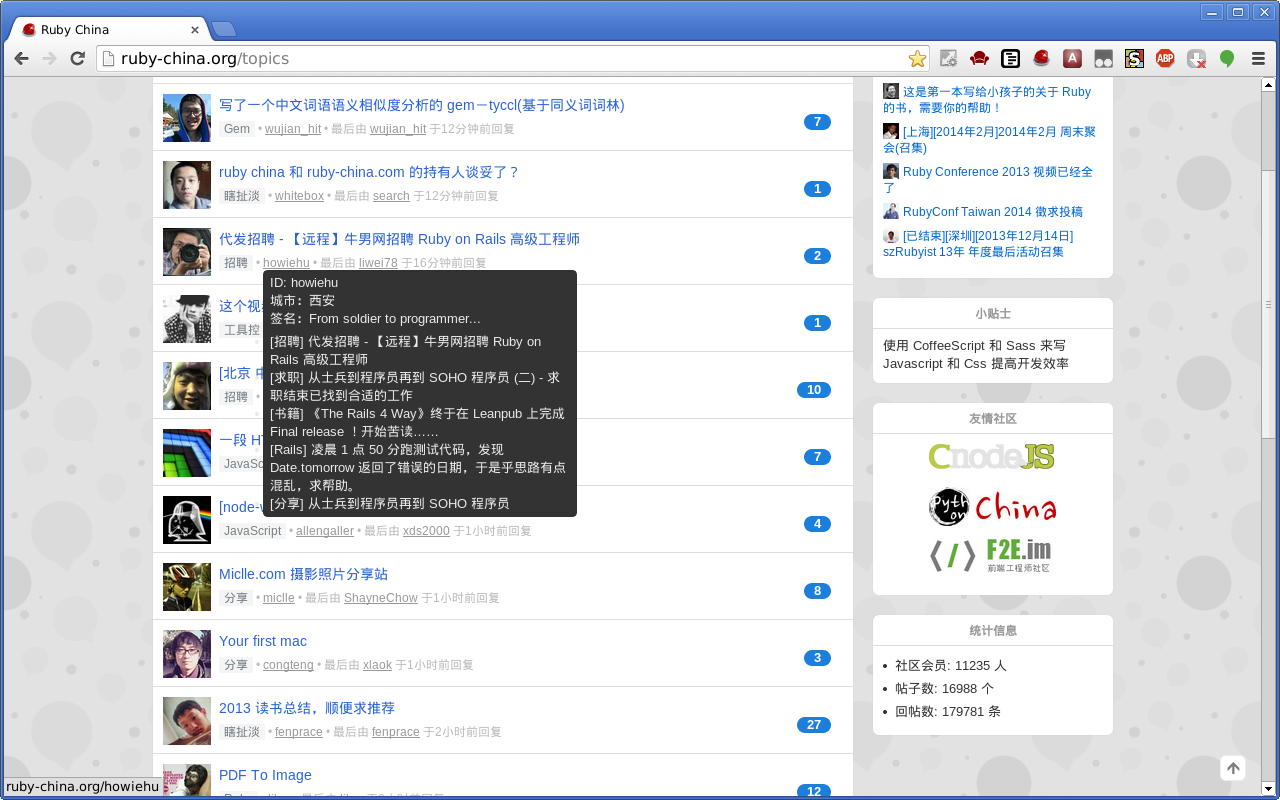 Ruby China
ruby-china.org/topics
写了一个中文词语语义相似度分析的 gem－tyccl(基于同义词词林)
7
Gem • wujian_hit • 最后由 wujian_hit 于12分钟前回复
ruby china 和 ruby-china.com 的持有人谈妥了？
1
瞎扯淡 • whitebox • 最后由 search 于12分钟前回复
代发招聘 - 【远程】牛男网招聘 Ruby on Rails 高级工程师
2
招聘 • howiehu • 最后由 liwei78 于16分钟前回复
ID: howiehu
城市：西安
签名：From soldier to programmer...
[招聘] 代发招聘 - 【远程】牛男网招聘 Ruby on
Rails 高级工程师
[求职] 从士兵到程序员再到 SOHO 程序员 (二) - 求
职结束已找到合适的工作
[书籍] 《The Rails 4 Way》终于在 Leanpub 上完成
Final release ！开始苦读……
[Rails] 凌晨 1 点 50 分跑测试代码，发现
Date.tomorrow 返回了错误的日期，于是乎思路有点
混乱，求帮助。
[分享] 从士兵到程序员再到 SOHO 程序员
这个视
1
工具控
[北京
10
招聘 •
一段
7
[node-
4
JavaScript • allengaller • 最后由 xds2000 于1小时前回复
Miclle.com 摄影照片分享站
8
分享 • miclle • 最后由 ShayneChow 于1小时前回复
Your first mac
3
分享 • congteng • 最后由 xlaok 于1小时前回复
2013 读书总结，顺便求推荐
27
瞎扯淡 • fenprace • 最后由 fenprace 于2小时前回复
PDF To Image
12
ruby-china.org/howiehu
这是第一本写给小孩子的关于 Ruby
的书，需要你的帮助！
[上海][2014年2月]2014年2月 周末聚
会(召集)
Ruby Conference 2013 视频已经全
了
RubyConf Taiwan 2014 徵求投稿
[已结束][深圳][2013年12月14日]
szRubyist 13年 年度最后活动召集
小贴士
使用 CoffeeScript 和 Sass 来写
Javascript 和 Css 提高开发效率
友情社区
CnodeJS
Python China
</> F2E.im
前端工程师社区
统计信息
• 社区会员: 11235 人
• 帖子数: 16988 个
• 回帖数: 179781 条